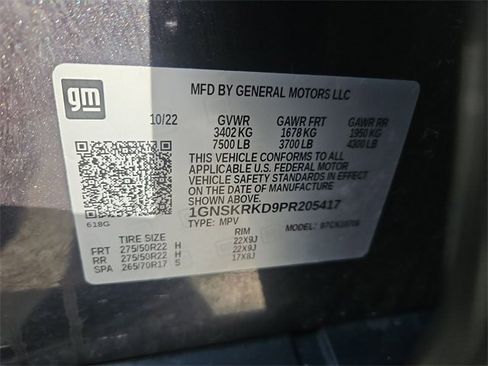 gm
MFD BY GENERAL MOTORS LLC
10/22 GVWR GAWR FRT GAWR RR
3402 KG 1678 KG 1950 KG
7500 LB 3700 LB 4300 LB
THIS VEHICLE CONFORMS TO ALL
APPLICABLE U.S. FEDERAL MOTOR
VEHICLE SAFETY STANDARDS IN EFFECT
ON THE DATE OF MANUFACTURE
SHOWN ABOVE.
1GNSKRKD9PR205417
618G
TYPE: MPV MODEL:
TIRE SIZE RIM
FRT 275/50R22 H 22X9J
RR 275/50R22 H 22X9J
SPA 265/70R17 S 17X8J